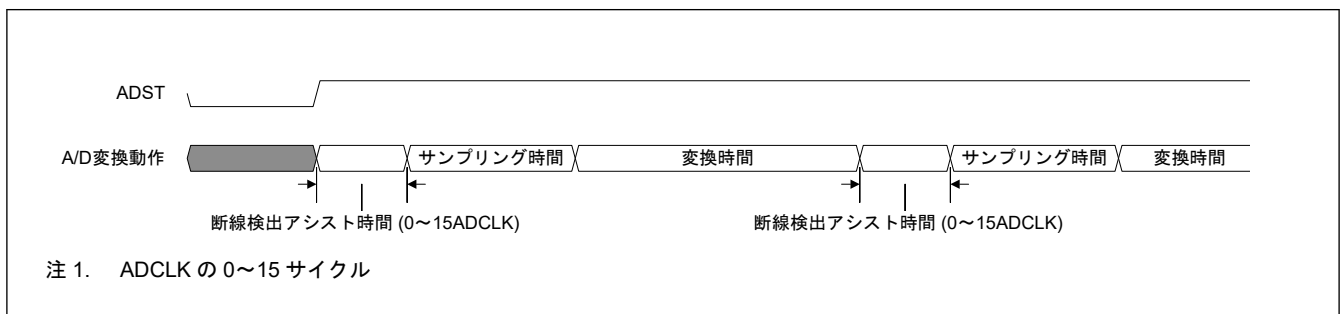 ADST
A/D変換動作
サンプリング時間
変換時間
サンプリング時間
変換時間
断線検出アシスト時間 (0～15ADCLK)
断線検出アシスト時間 (0～15ADCLK)
注 1. ADCLK の 0～15 サイクル